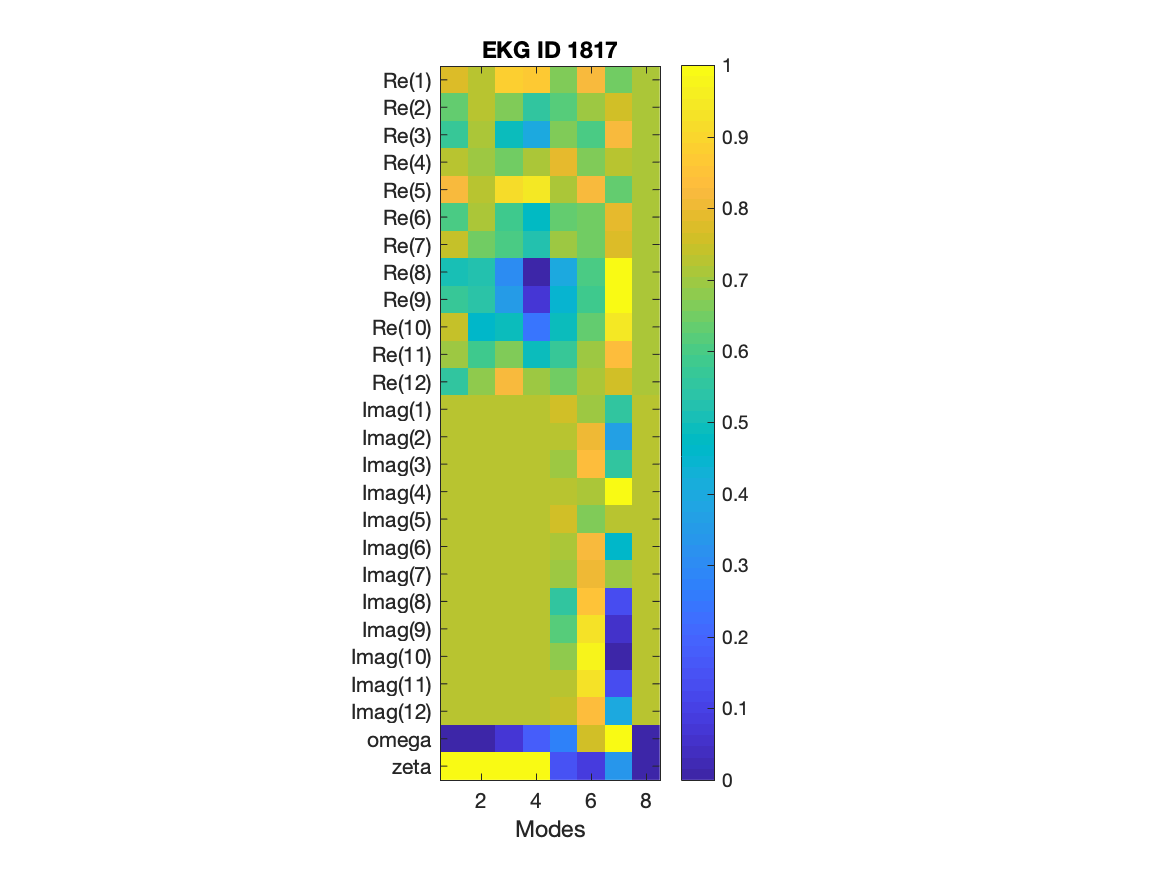 EKG ID 1817
Re(1)
Re(2)
Re(3)
Re(4)
Re(5)
Re(6)
Re(7)
Re(8)
Re(9)
Re(10)
Re(11)
Re(12)
Imag(1)
Imag(2)
Imag(3)
Imag(4)
Imag(5)
Imag(6)
Imag(7)
Imag(8)
Imag(9)
Imag(10)
Imag(11)
Imag(12)
omega
zeta
2 4 6 8
Modes
1
0.9
0.8
0.7
0.6
0.5
0.4
0.3
0.2
0.1
0